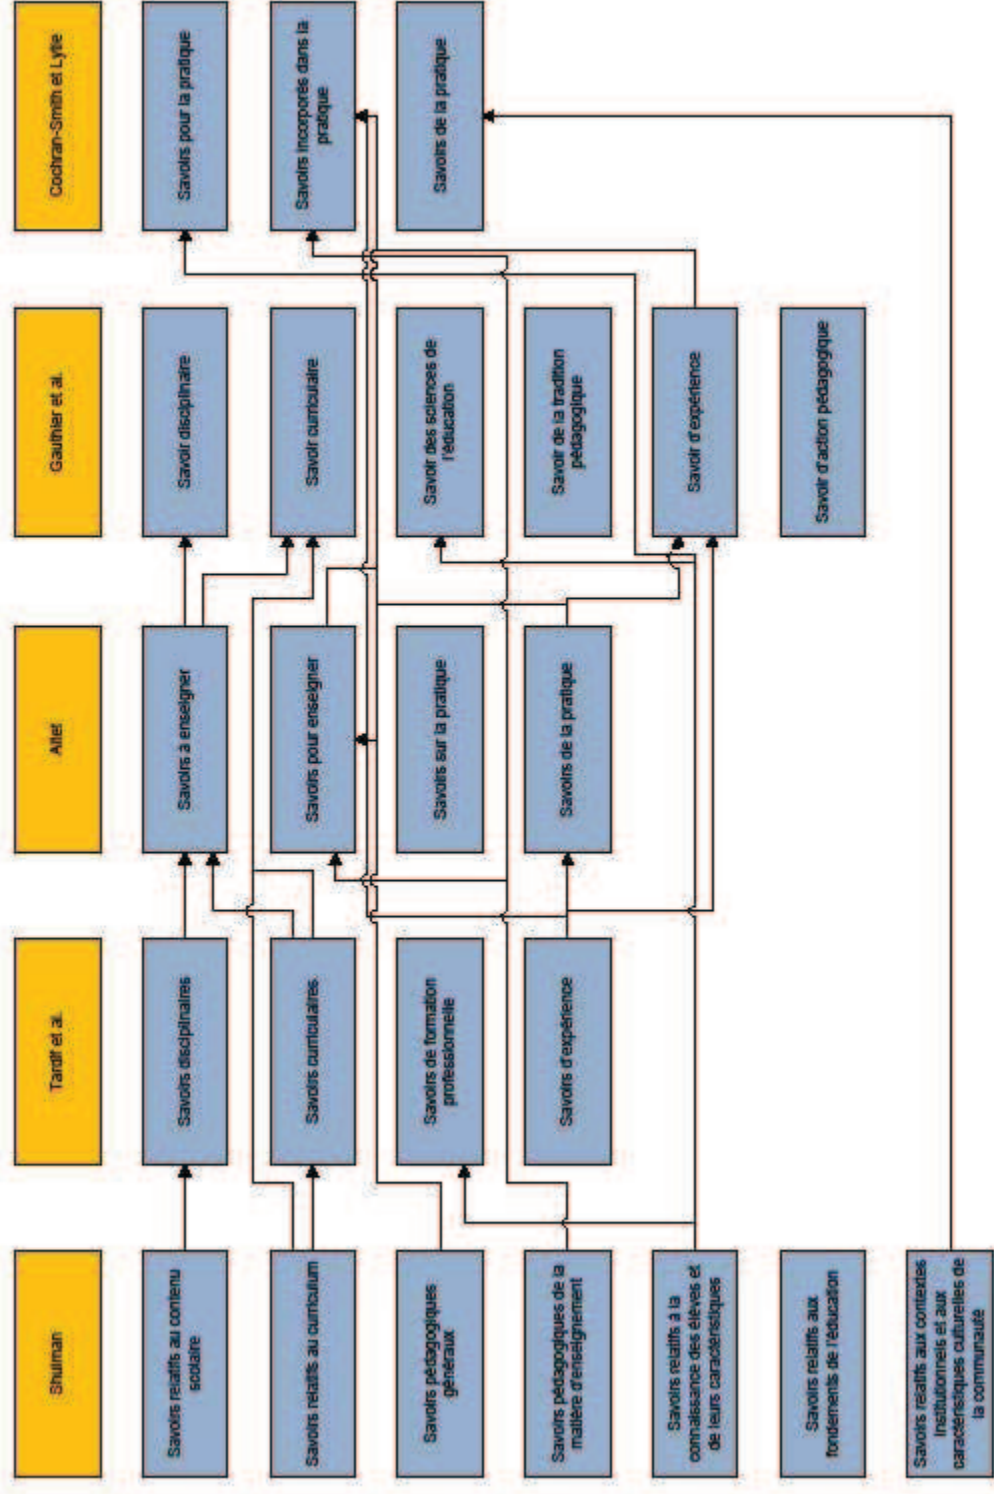 Shulman
Tardif et al.
Altet
Gauthier et al.
Cochran-Smith et Lytle
Savoirs relatifs au contenu
scolaire
Savoirs disciplinaires
Savoirs à enseigner
Savoir disciplinaire
Savoirs pour la pratique
Savoirs relatifs au curriculum
Savoirs curriculaires
Savoirs pour enseigner
Savoir curriculaire
Savoirs incorporés dans la
pratique
Savoirs pédagogiques
généraux
Savoirs de formation
professionnelle
Savoirs sur la pratique
Savoir des sciences de
l'éducation
Savoirs de la pratique
Savoirs pédagogiques de la
matière d'enseignement
Savoirs d'expérience
Savoirs de la pratique
Savoir de la tradition
pédagogique
Savoirs relatifs à la
connaissance des élèves et
de leurs caractéristiques
Savoir d'expérience
Savoirs relatifs aux
fondements de l'éducation
Savoir d'action pédagogique
Savoirs relatifs aux contextes
institutionnels et aux
caractéristiques culturelles de
la communauté